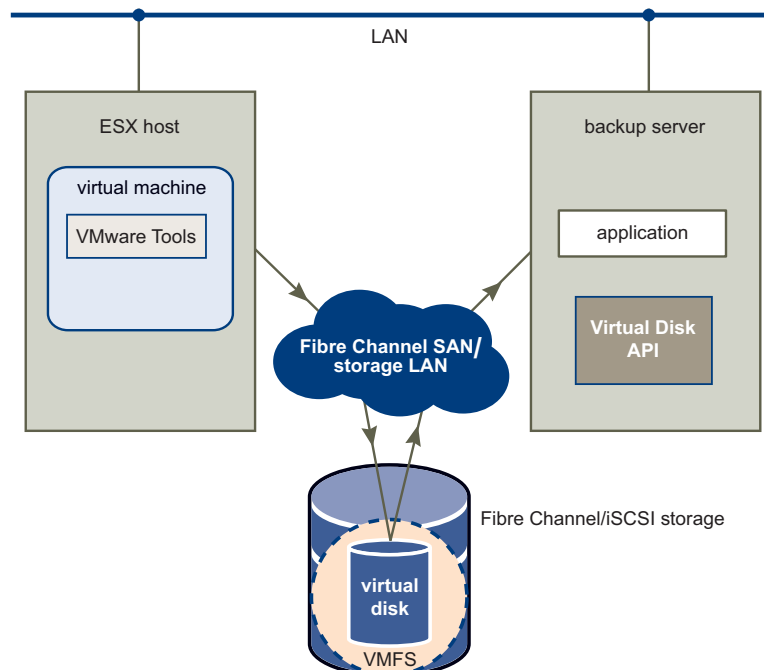 LAN
ESX host
virtual machine
VMware Tools
backup server
application
Virtual Disk
API
Fibre Channel SAN/
storage LAN
Fibre Channel/iSCSI storage
virtual
disk
VMFS